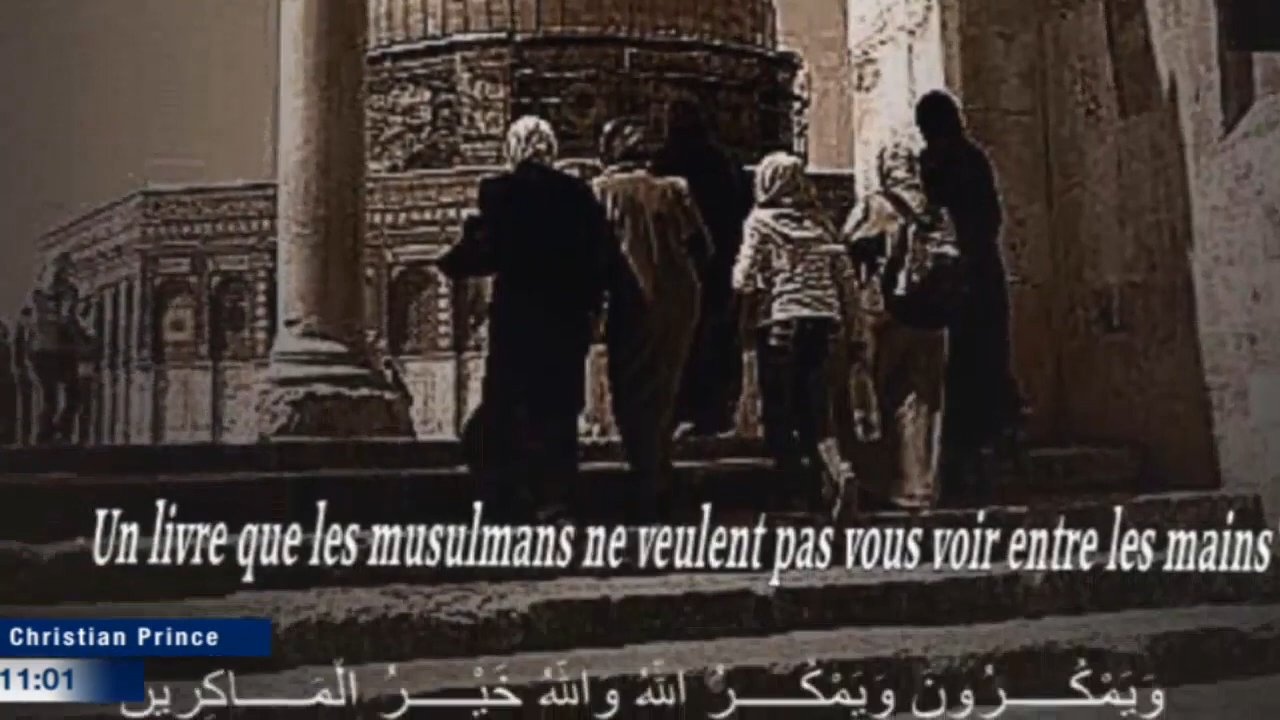 Un livre que les musulmans ne veulent pas vous voir entre les mains
Christian Prince
11:01
وَيَمْكُرُونَ وَيَمْكُرُ اللّهُ وَاللّهُ خَيْرُ الْمَاكِرِينَ